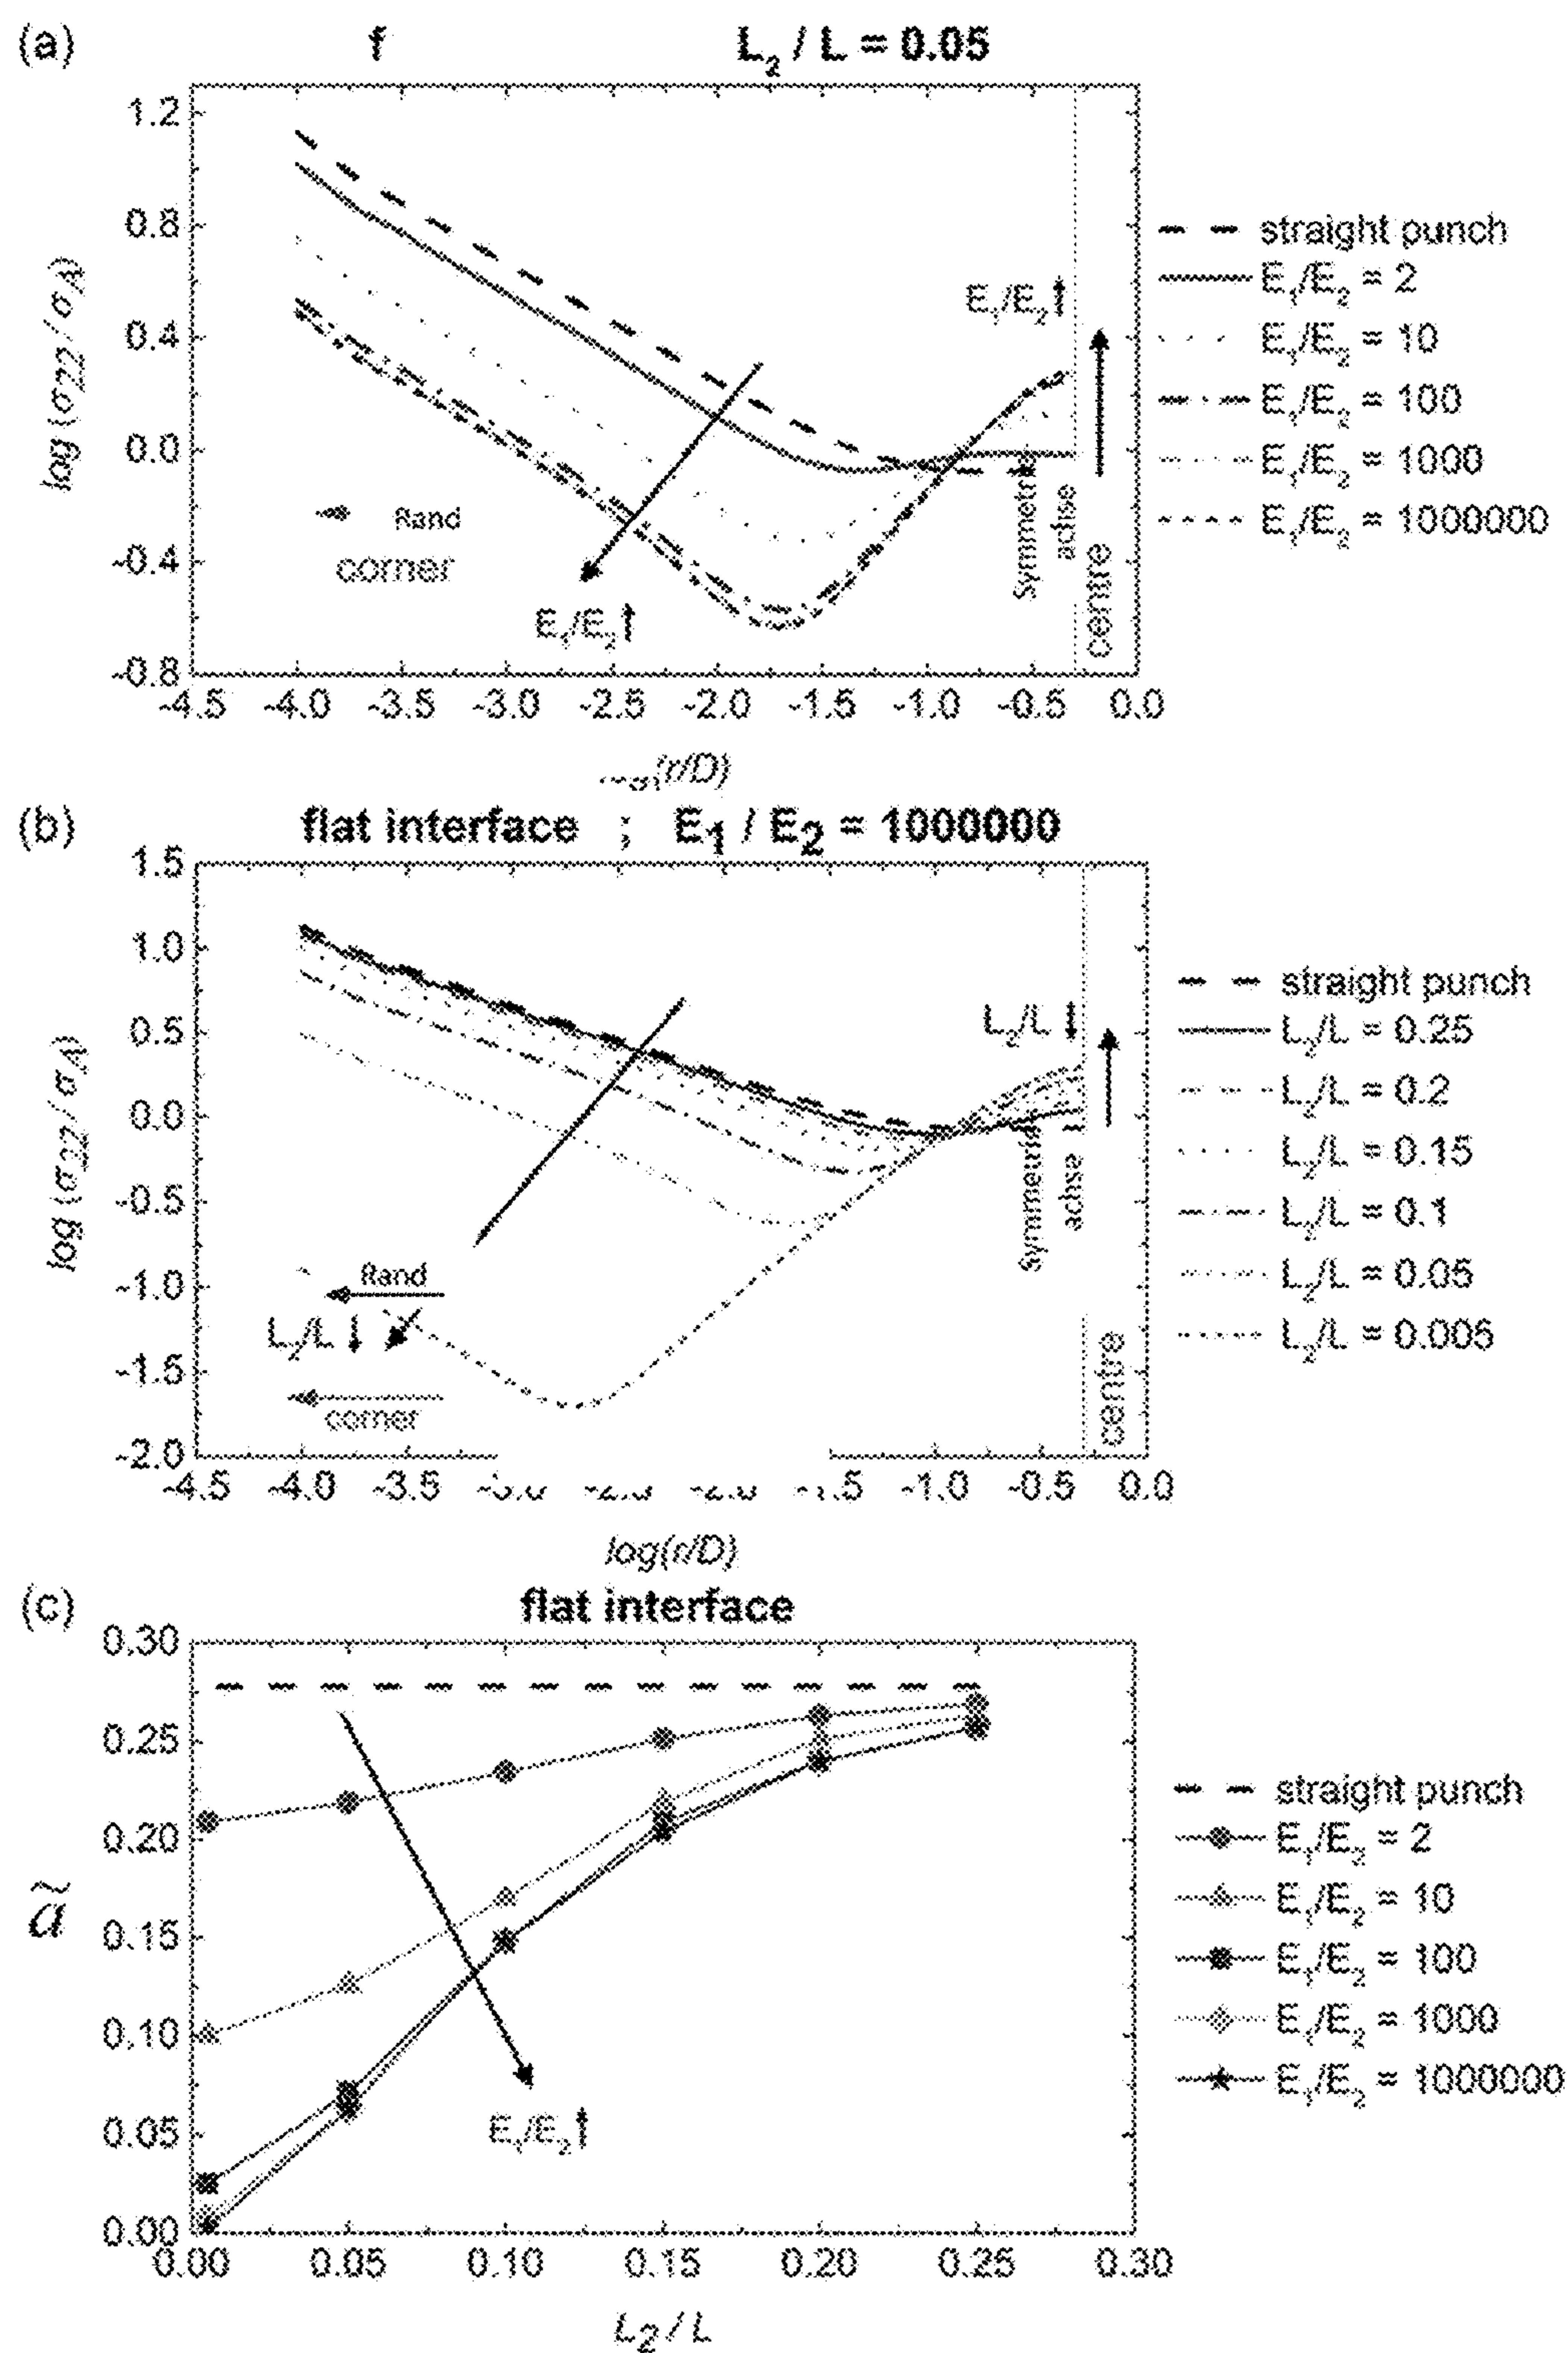 (a) f L₂ / L = 0.05
1.2
0.8
0.4
0.0
-0.4
-0.8
log (σ22 / σA)
E₁/E₂↑
Rand
corner
E₁/E₂↑
Symmetrie
achse
centre
-4.5 -4.0 -3.5 -3.0 -2.5 -2.0 -1.5 -1.0 -0.5 0.0
(r/D)
straight punch
E₁/E₂ = 2
E₁/E₂ = 10
E₁/E₂ = 100
E₁/E₂ = 1000
E₁/E₂ = 1000000
(b) flat interface ; E₁ / E₂ = 1000000
1.5
1.0
0.5
0.0
-0.5
-1.0
-1.5
-2.0
log (σ22 / σA)
L₂/L ↓
Rand
L₂/L ↓
corner
Symmetrie
achse
centre
-4.5 -4.0 -3.5 .5 -1.0 -0.5 0.0
log(r/D)
straight punch
L₂/L = 0.25
L₂/L = 0.2
L₂/L = 0.15
L₂/L = 0.1
L₂/L = 0.05
L₂/L = 0.005
(c) flat interface
0.30
0.25
0.20
0.15
0.10
0.05
0.00
ã
E₁/E₂↑
0.00 0.05 0.10 0.15 0.20 0.25 0.30
L₂ / L
straight punch
E₁/E₂ = 2
E₁/E₂ = 10
E₁/E₂ = 100
E₁/E₂ = 1000
E₁/E₂ = 1000000